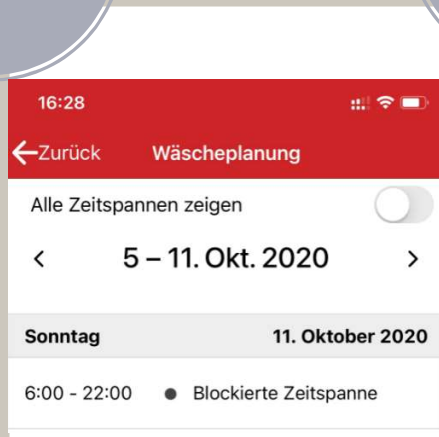 16:28
←Zurück Wäscheplanung
Alle Zeitspannen zeigen
< 5 – 11. Okt. 2020 >
Sonntag 11. Oktober 2020
6:00 - 22:00 ● Blockierte Zeitspanne